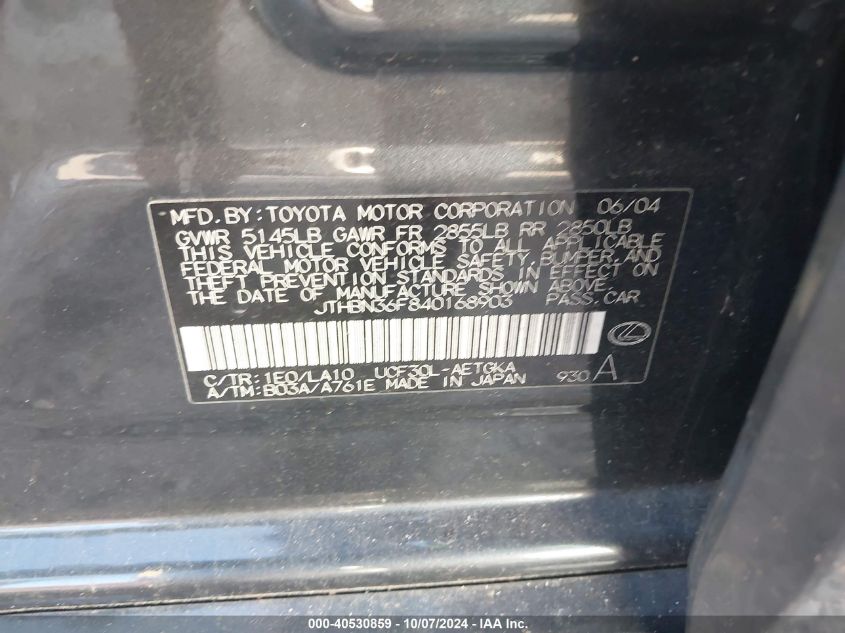 MFD.BY:TOYOTA MOTOR CORPORATION 06/04
GVWR 5145LB GAWR FR 2855LB RR 2850LB
THIS VEHICLE CONFORMS TO ALL APPLICABLE
FEDERAL MOTOR VEHICLE SAFETY, BUMPER, AND
THEFT PREVENTION STANDARDS IN EFFECT ON
THE DATE OF MANUFACTURE SHOWN ABOVE.
JTHBN36F840168903 PASS.CAR
C/TR:1E0/LA10 UCF30L-AETGKA
A/TM:B03A/A761E MADE IN JAPAN 930 A
000-40530859 - 10/07/2024 - IAA Inc.